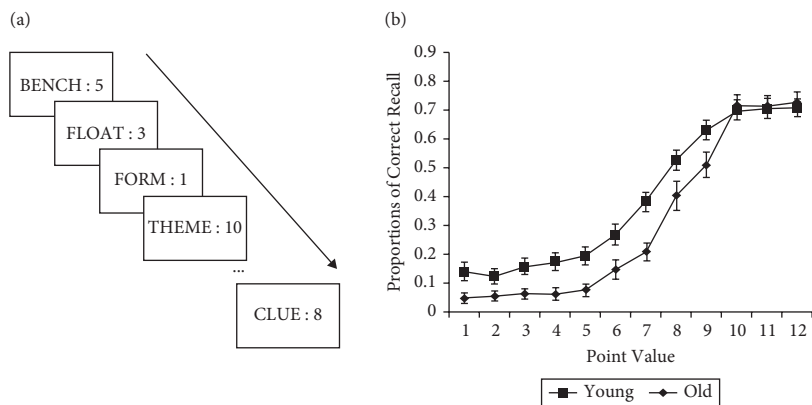 (a)
BENCH : 5
FLOAT : 3
FORM : 1
THEME : 10
...
CLUE : 8
(b)
Proportions of Correct Recall
0.9
0.8
0.7
0.6
0.5
0.4
0.3
0.2
0.1
0
1 2 3 4 5 6 7 8 9 10 11 12
Point Value
Young Old